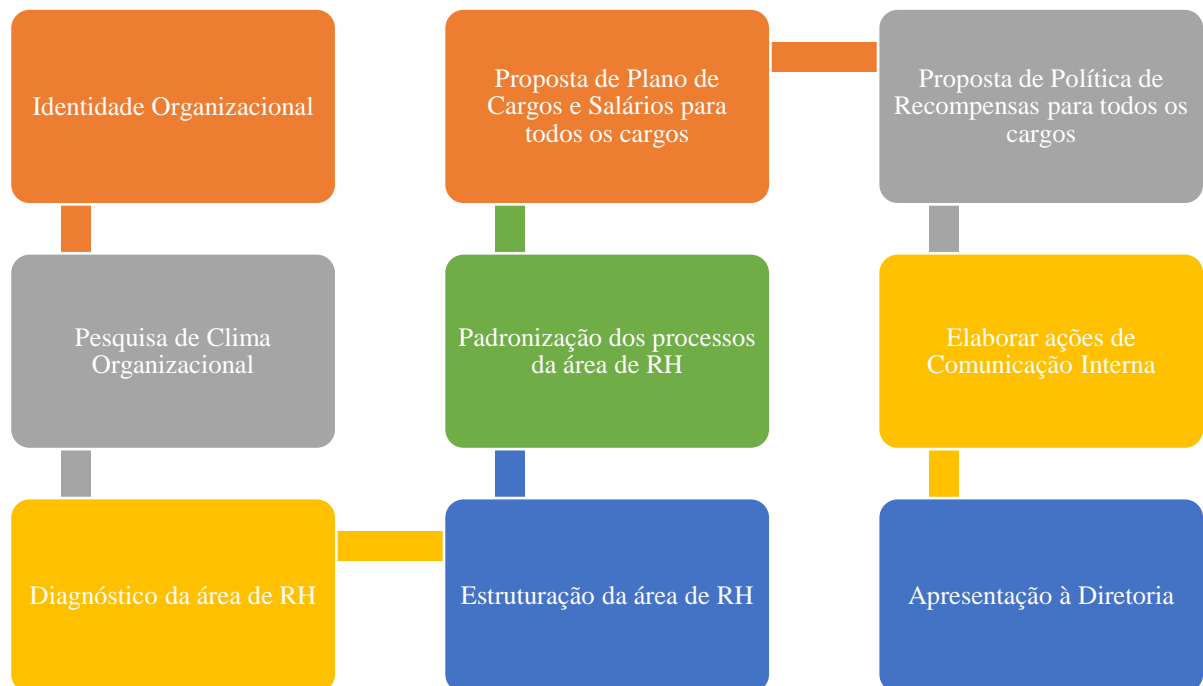 Identidade Organizacional
Pesquisa de Clima
Organizacional
Diagnóstico da área de RH
Estruturação da área de RH
Padronização dos processos
da área de RH
Proposta de Plano de
Cargos e Salários para
todos os cargos
Proposta de Política de
Recompensas para todos os
cargos
Elaborar ações de
Comunicação Interna
Apresentação à Diretoria